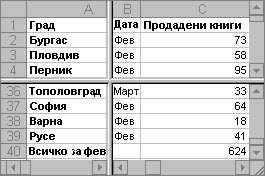 A B C
1 Град Дата Продадени книги
2 Бургас Фев 73
3 Пловдив Фев 58
4 Перник Фев 95
36 Тополовград Март 33
37 София Фев 64
38 Варна Фев 18
39 Русе Фев 41
40 Всичко за фев 624